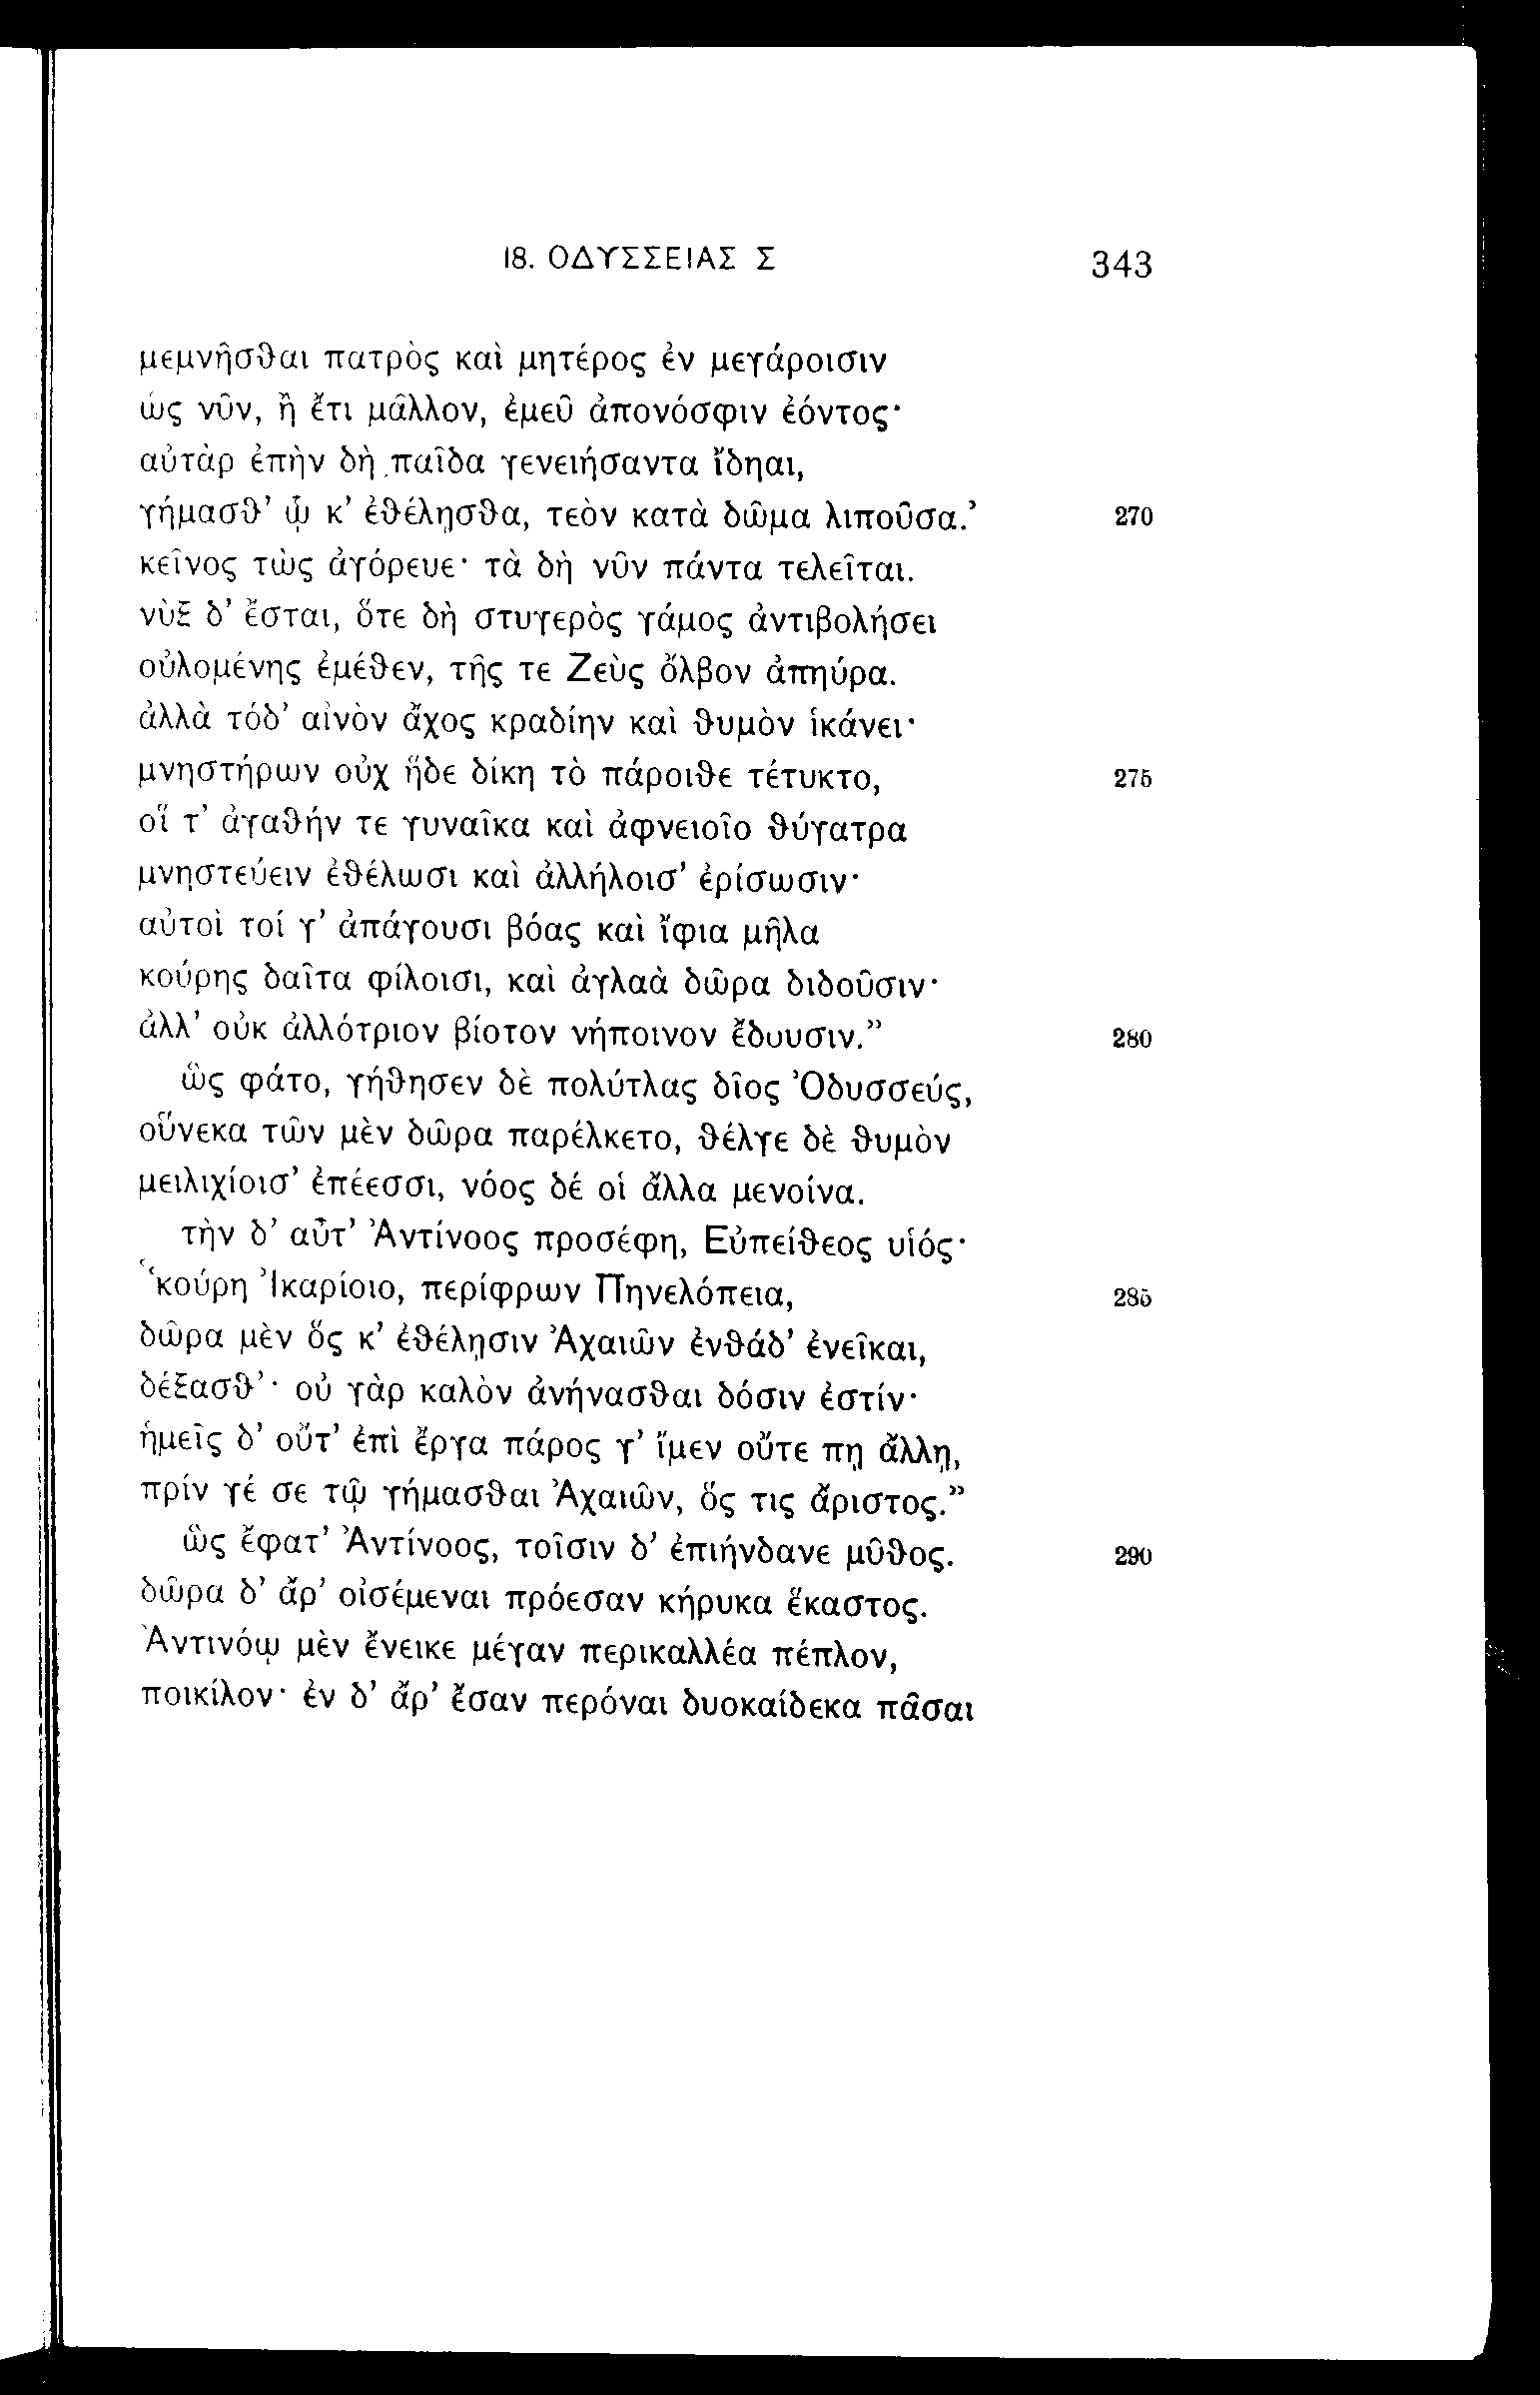 18. ΟΔΥΣΣΕΙΑΣ Σ 343
μεμνῆσθαι πατρὸς καὶ μητέρος ἐν μεγάροισιν
ὡς νῦν, ἢ ἔτι μᾶλλον, ἐμεῦ ἀπονόσφιν ἐόντος·
αὐτὰρ ἐπὴν δὴ παῖδα γενειήσαντα ἴδηαι,
γήμασθ’ ᾧ κ’ ἐθέλησθα, τεὸν κατὰ δῶμα λιποῦσα.’ 270
κεῖνος τὼς ἀγόρευε· τὰ δὴ νῦν πάντα τελεῖται.
νὺξ δ’ ἔσται, ὅτε δὴ στυγερὸς γάμος ἀντιβολήσει
οὐλομένης ἐμέθεν, τῆς τε Ζεὺς ὄλβον ἀπηύρα.
ἀλλὰ τόδ’ αἰνὸν ἄχος κραδίην καὶ θυμὸν ἱκάνει·
μνηστήρων οὐχ ἥδε δίκη τὸ πάροιθε τέτυκτο, 275
οἵ τ’ ἀγαθήν τε γυναῖκα καὶ ἀφνειοῖο θύγατρα
μνηστεύειν ἐθέλωσι καὶ ἀλλήλοισ’ ἐρίσωσιν·
αὐτοὶ τοί γ’ ἀπάγουσι βόας καὶ ἴφια μῆλα
κούρης δαῖτα φίλοισι, καὶ ἀγλαὰ δῶρα διδοῦσιν·
ἀλλ’ οὐκ ἀλλότριον βίοτον νήποινον ἔδουσιν.” 280
ὣς φάτο, γήθησεν δὲ πολύτλας δῖος Ὀδυσσεύς,
οὕνεκα τῶν μὲν δῶρα παρέλκετο, θέλγε δὲ θυμὸν
μειλιχίοισ’ ἐπέεσσι, νόος δέ οἱ ἄλλα μενοίνα.
τὴν δ’ αὖτ’ Ἀντίνοος προσέφη, Εὐπείθεος υἱός·
“κούρη Ἰκαρίοιο, περίφρων Πηνελόπεια, 285
δῶρα μὲν ὅς κ’ ἐθέλῃσιν Ἀχαιῶν ἐνθάδ’ ἐνεῖκαι,
δέξασθ’· οὐ γὰρ καλὸν ἀνήνασθαι δόσιν ἐστίν·
ἡμεῖς δ’ οὔτ’ ἐπὶ ἔργα πάρος γ’ ἴμεν οὔτε πῃ ἄλλῃ,
πρίν γέ σε τῷ γήμασθαι Ἀχαιῶν, ὅς τις ἄριστος.”
ὣς ἔφατ’ Ἀντίνοος, τοῖσιν δ’ ἐπιήνδανε μῦθος. 290
δῶρα δ’ ἄρ’ οἰσέμεναι πρόεσαν κήρυκα ἕκαστος.
Ἀντινόῳ μὲν ἔνεικε μέγαν περικαλλέα πέπλον,
ποικίλον· ἐν δ’ ἄρ’ ἔσαν περόναι δυοκαίδεκα πᾶσαι